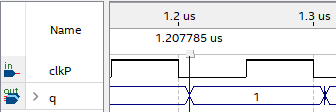 Name
1.2 us
1.3 us
1.207785 us
in
clkP
out
q
1